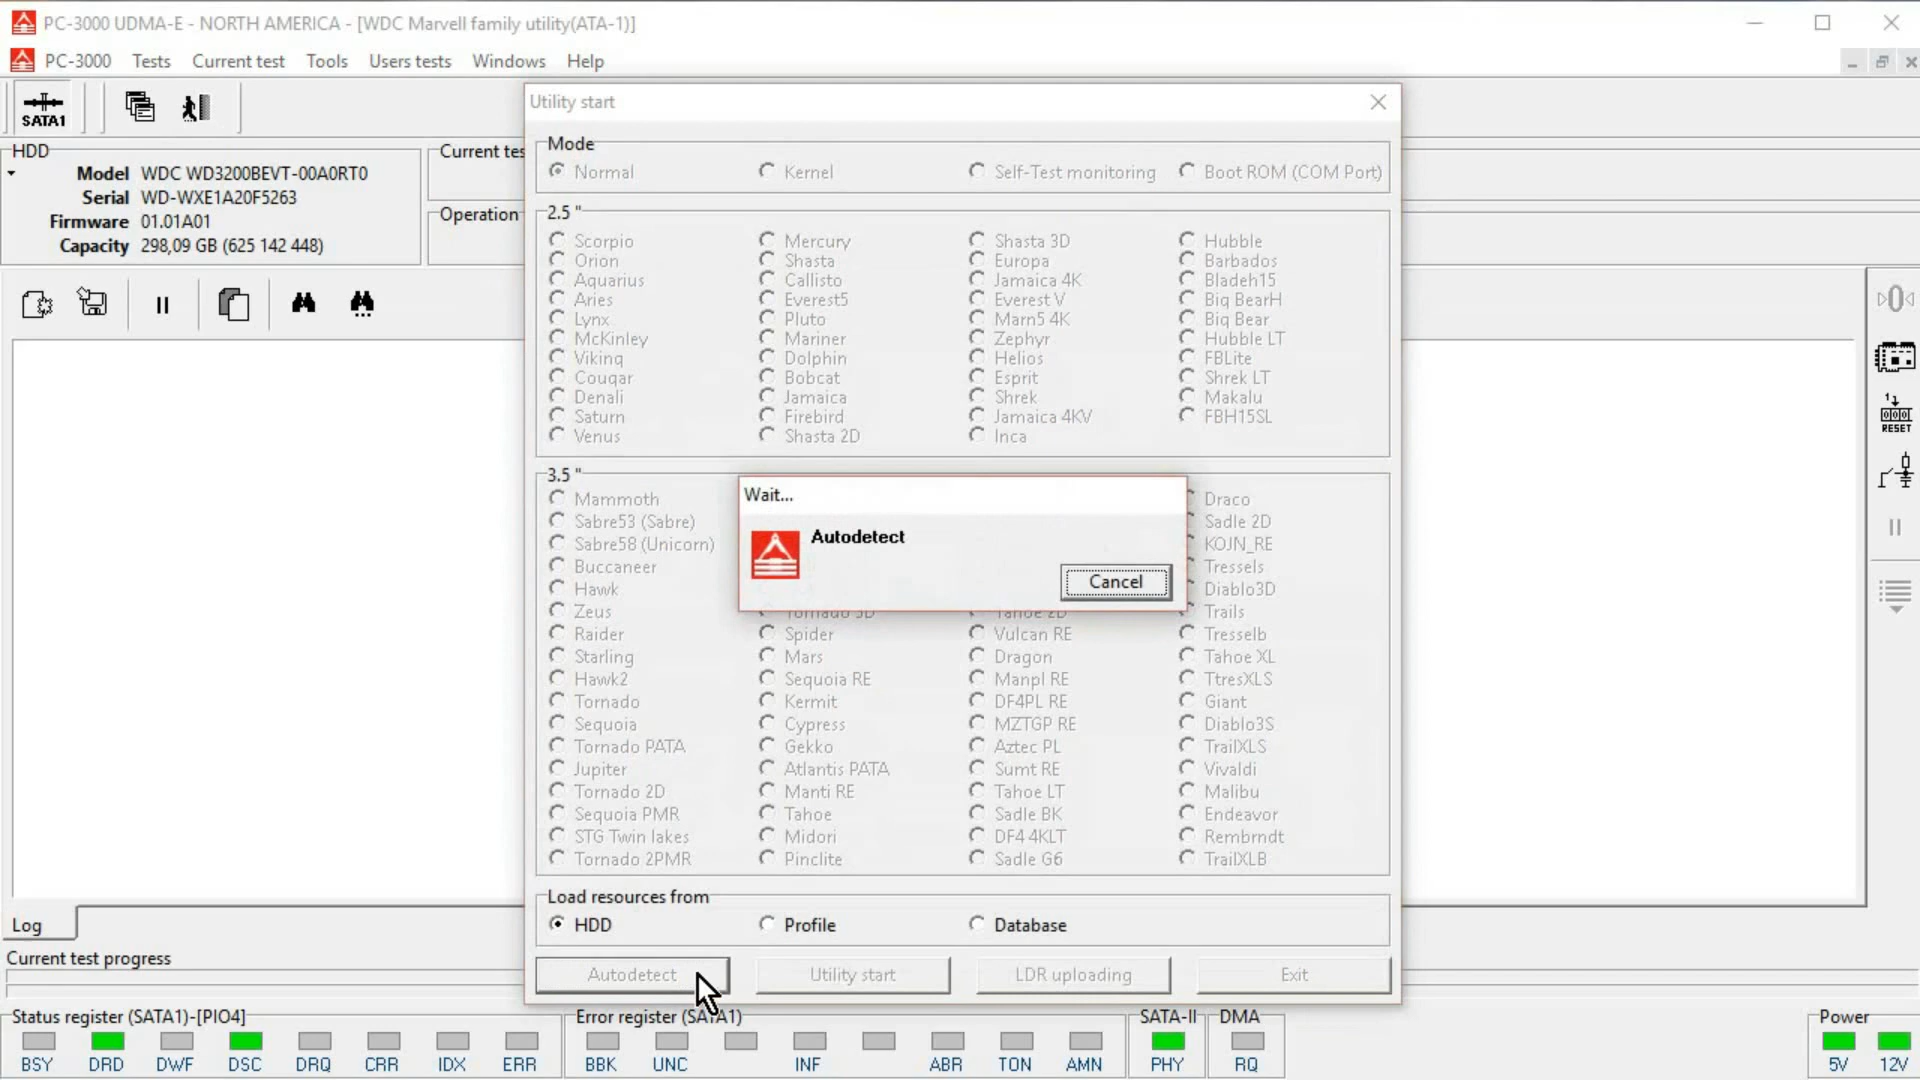 PC-3000 UDMA-E - NORTH AMERICA - [WDC Marvell family utility(ATA-1)]
PC-3000 Tests Current test Tools Users tests Windows Help
SATA1
HDD
Model WDC WD3200BEVT-00A0RT0
Serial WD-WXE1A20F5263
Firmware 01.01A01
Capacity 298,09 GB (625 142 448)
Current tes
Operation
Utility start
Mode
Normal Kernel Self-Test monitoring Boot ROM (COM Port)
2.5 "
Scorpio Mercury Shasta 3D Hubble
Orion Shasta Europa Barbados
Aquarius Callisto Jamaica 4K Bladeh15
Aries Everest5 Everest V Big BearH
Lynx Pluto Marn5 4K Big Bear
McKinley Mariner Zephyr Hubble LT
Viking Dolphin Helios FBLite
Cougar Bobcat Esprit Shrek LT
Denali Jamaica Shrek Makalu
Saturn Firebird Jamaica 4KV FBH15SL
Venus Shasta 2D Inca
3.5 "
Mammoth Draco
Sabre53 (Sabre) Sadle 2D
Sabre58 (Unicorn) KOJN_RE
Buccaneer Tressels
Hawk Diablo3D
Zeus Tornado 3D Tahoe 2D Trails
Raider Spider Vulcan RE Tresselb
Starling Mars Dragon Tahoe XL
Hawk2 Sequoia RE Manpl RE TtresXLS
Tornado Kermit DF4PL RE Giant
Sequoia Cypress MZTGP RE Diablo3S
Tornado PATA Gekko Aztec PL TrailXLS
Jupiter Atlantis PATA Sumt RE Vivaldi
Tornado 2D Manti RE Tahoe LT Malibu
Sequoia PMR Tahoe Sadle BK Endeavor
STG Twin lakes Midori DF4 4KLT Rembrndt
Tornado 2PMR Pinclite Sadle G6 TrailXLB
Wait...
Autodetect
Cancel
Load resources from
HDD Profile Database
Autodetect Utility start LDR uploading Exit
1
RESET
Log
Current test progress
Status register (SATA1)-[PIO4]
BSY DRD DWF DSC DRQ CRR IDX ERR
Error register (SATA1)
BBK UNC INF ABR TON AMN
SATA-II
PHY
DMA
RQ
Power
5V 12V